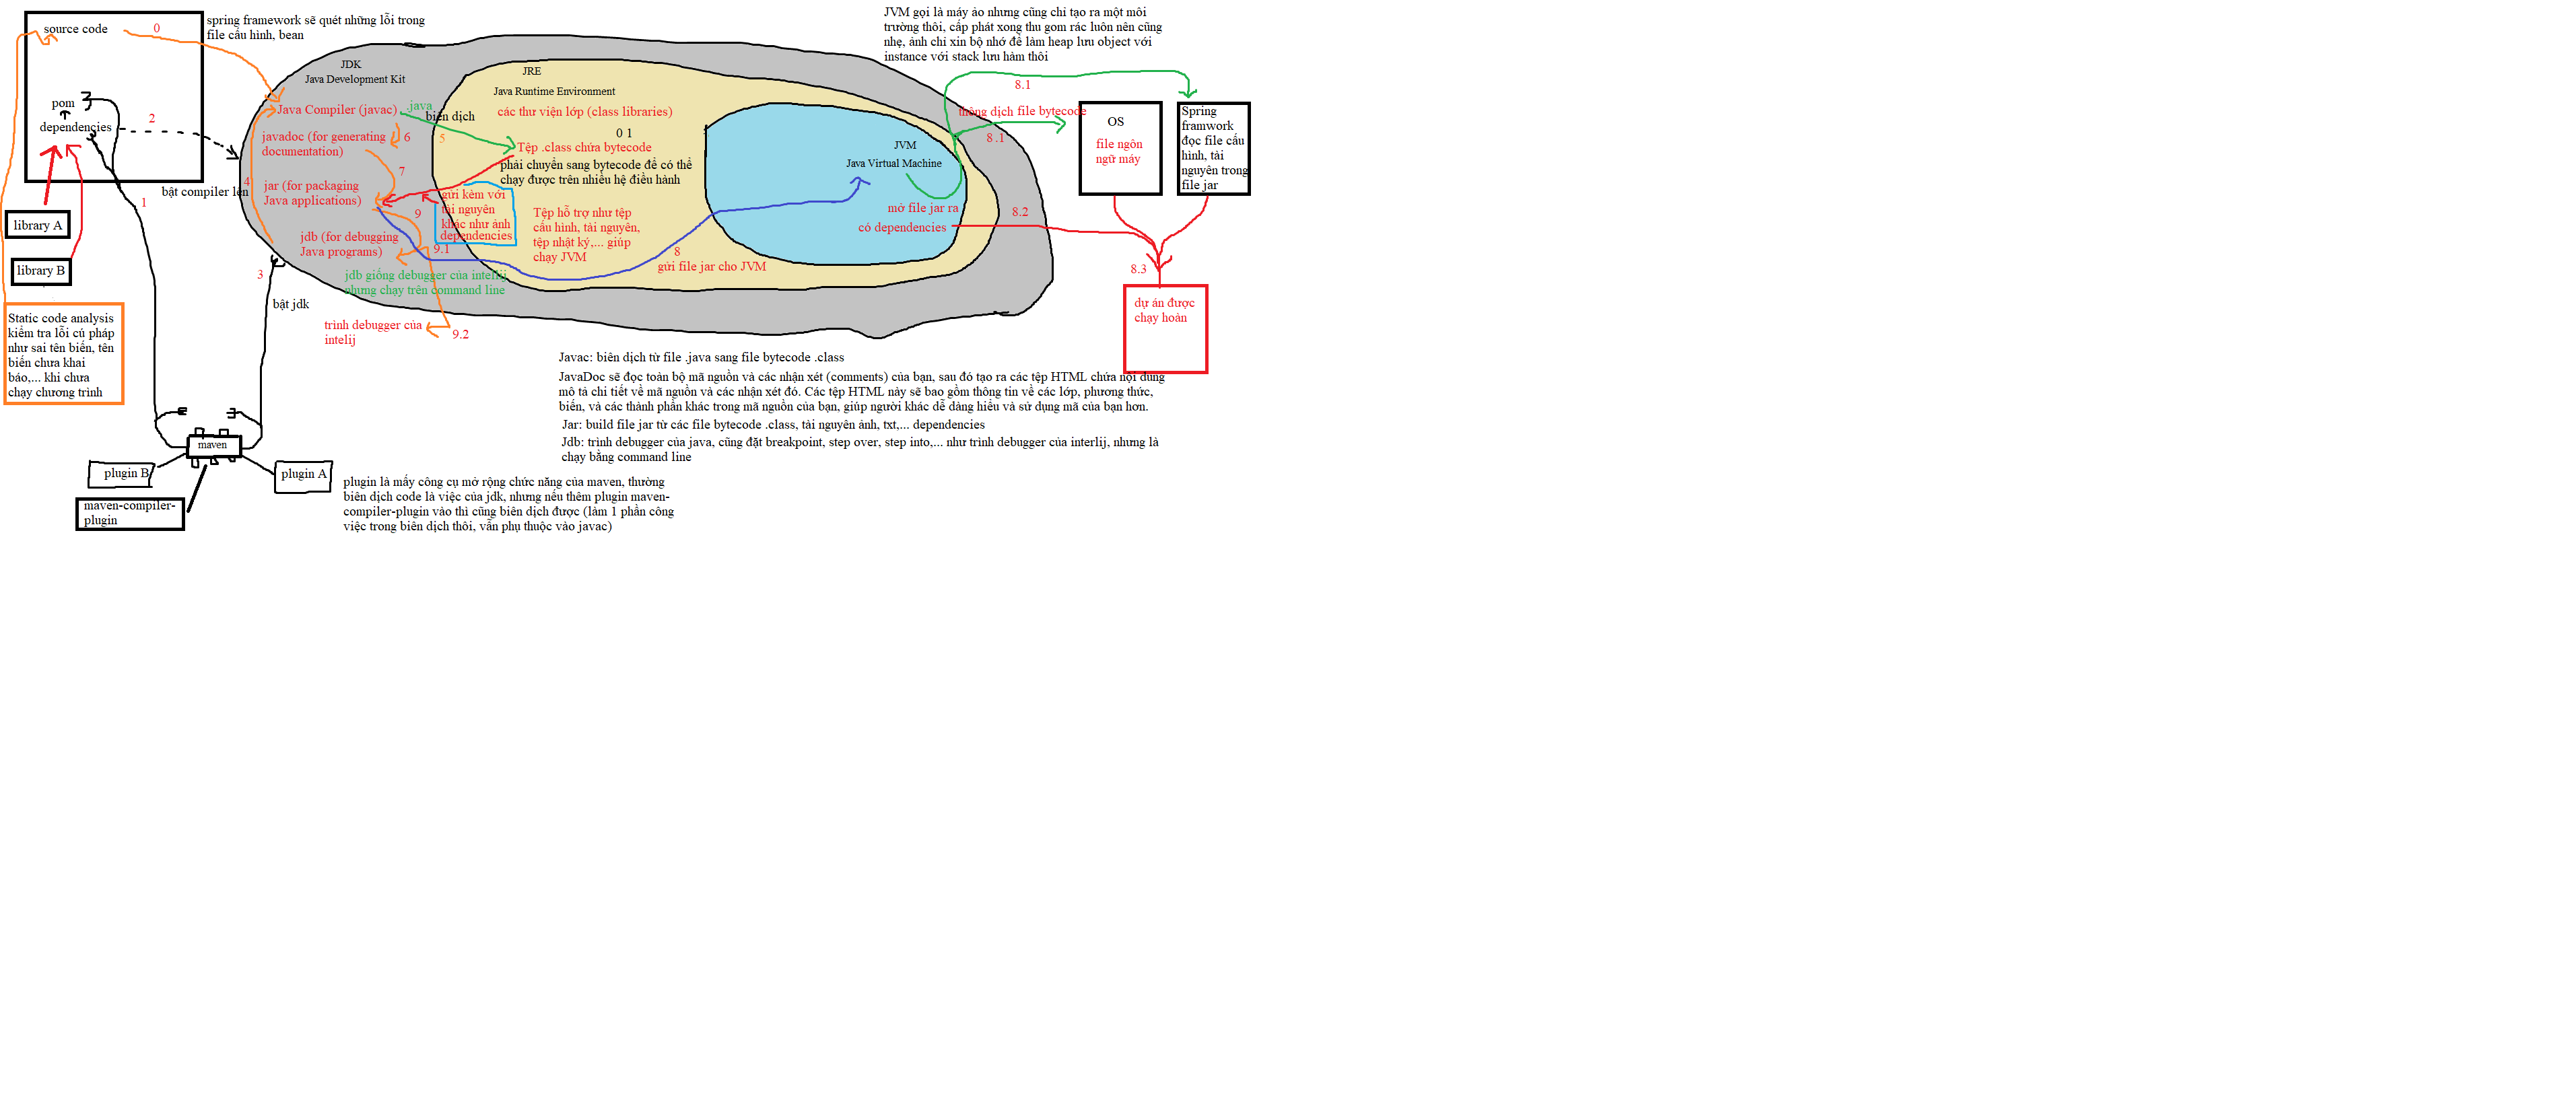 source code
0
spring framework sẽ quét những lỗi trong
file cấu hình, bean
pom
dependencies
2
bật compiler lên
1
library A
library B
Static code analysis
kiểm tra lỗi cú pháp
như sai tên biến, tên
biến chưa khai
báo,... khi chưa
chạy chương trình
3
bật jdk
maven
plugin B
plugin A
maven-compiler-
plugin
plugin là mấy công cụ mở rộng chức năng của maven, thường
biên dịch code là việc của jdk, nhưng nếu thêm plugin maven-
compiler-plugin vào thì cũng biên dịch được (làm 1 phần công
việc trong biên dịch thôi, vẫn phụ thuộc vào javac)
JDK
Java Development Kit
Java Compiler (javac)
.java
biên dịch
javadoc (for generating
documentation)
6
5
7
4
jar (for packaging
Java applications)
9
jdb (for debugging
Java programs)
9.1
jdb giống debugger của intellij
nhưng chạy trên command line
trình debugger của
intelij
9.2
gửi kèm với
tài nguyên
khác như ảnh
dependencies
JRE
Java Runtime Environment
các thư viện lớp (class libraries)
0 1
Tệp .class chứa bytecode
phải chuyển sang bytecode để có thể
chạy được trên nhiều hệ điều hành
Tệp hỗ trợ như tệp
cấu hình, tài nguyên,
tệp nhật ký,... giúp
chạy JVM
8
gửi file jar cho JVM
JVM
Java Virtual Machine
mở file jar ra
có dependencies
JVM gọi là máy ảo nhưng cũng chỉ tạo ra một môi
trường thôi, cấp phát xong thu gom rác luôn nên cũng
nhẹ, ảnh chỉ xin bộ nhớ để làm heap lưu object với
instance với stack lưu hàm thôi
8.1
thông dịch file bytecode
8 .1
OS
file ngôn
ngữ máy
Spring
framwork
đọc file cấu
hình, tài
nguyên trong
file jar
8.2
8.3
dự án được
chạy hoàn
Javac: biên dịch từ file .java sang file bytecode .class
JavaDoc sẽ đọc toàn bộ mã nguồn và các nhận xét (comments) của bạn, sau đó tạo ra các tệp HTML chứa nội dung
mô tả chi tiết về mã nguồn và các nhận xét đó. Các tệp HTML này sẽ bao gồm thông tin về các lớp, phương thức,
biến, và các thành phần khác trong mã nguồn của bạn, giúp người khác dễ dàng hiểu và sử dụng mã của bạn hơn.
Jar: build file jar từ các file bytecode .class, tài nguyên ảnh, txt,... dependencies
Jdb: trình debugger của java, cũng đặt breakpoint, step over, step into,... như trình debugger của interlij, nhưng là
chạy bằng command line